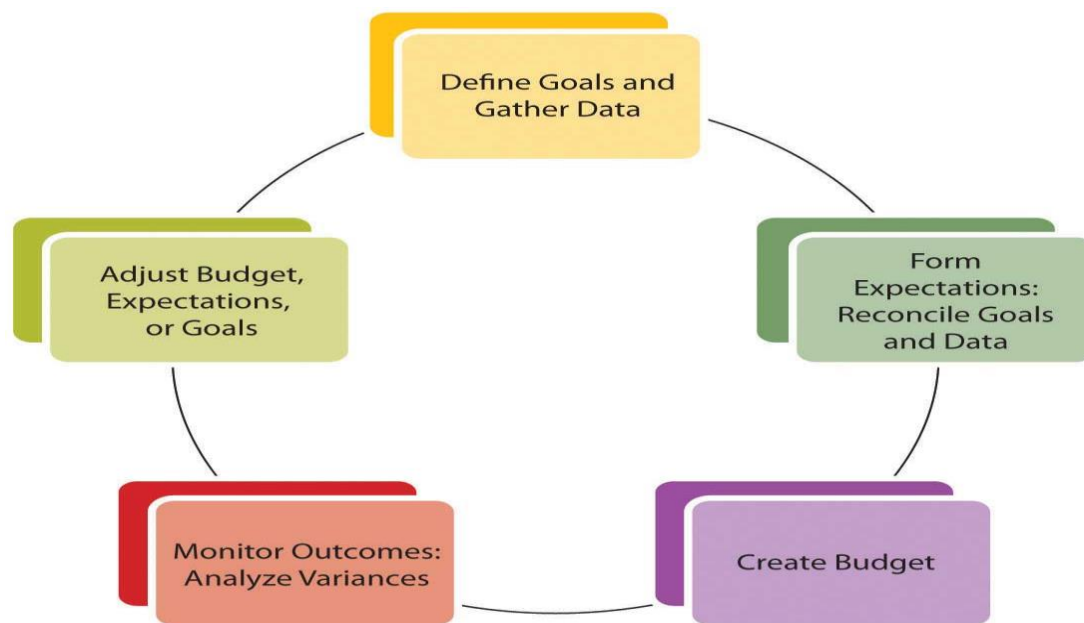 Define Goals and
Gather Data
Form
Expectations:
Reconcile Goals
and Data
Create Budget
Monitor Outcomes:
Analyze Variances
Adjust Budget,
Expectations,
or Goals